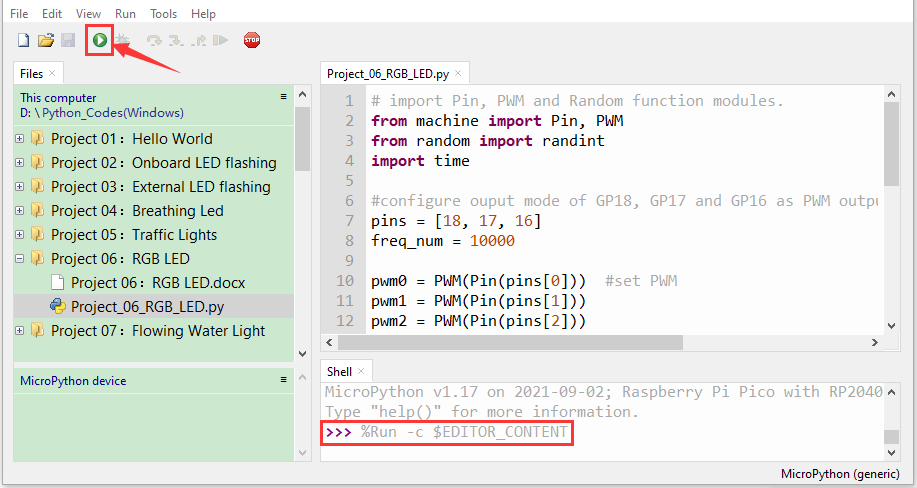 File Edit View Run Tools Help
STOP
Files
This computer
D: \ Python_Codes(Windows)
Project 01：Hello World
Project 02：Onboard LED flashing
Project 03：External LED flashing
Project 04：Breathing Led
Project 05：Traffic Lights
Project 06：RGB LED
Project 06：RGB LED.docx
Project_06_RGB_LED.py
Project 07：Flowing Water Light
MicroPython device
Project_06_RGB_LED.py
1 # import Pin, PWM and Random function modules.
2 from machine import Pin, PWM
3 from random import randint
4 import time
5
6 #configure ouput mode of GP18, GP17 and GP16 as PWM outpu
7 pins = [18, 17, 16]
8 freq_num = 10000
9
10 pwm0 = PWM(Pin(pins[0])) #set PWM
11 pwm1 = PWM(Pin(pins[1]))
12 pwm2 = PWM(Pin(pins[2]))
Shell
MicroPython v1.17 on 2021-09-02; Raspberry Pi Pico with RP2040
Type "help()" for more information.
>>> %Run -c $EDITOR_CONTENT
MicroPython (generic)